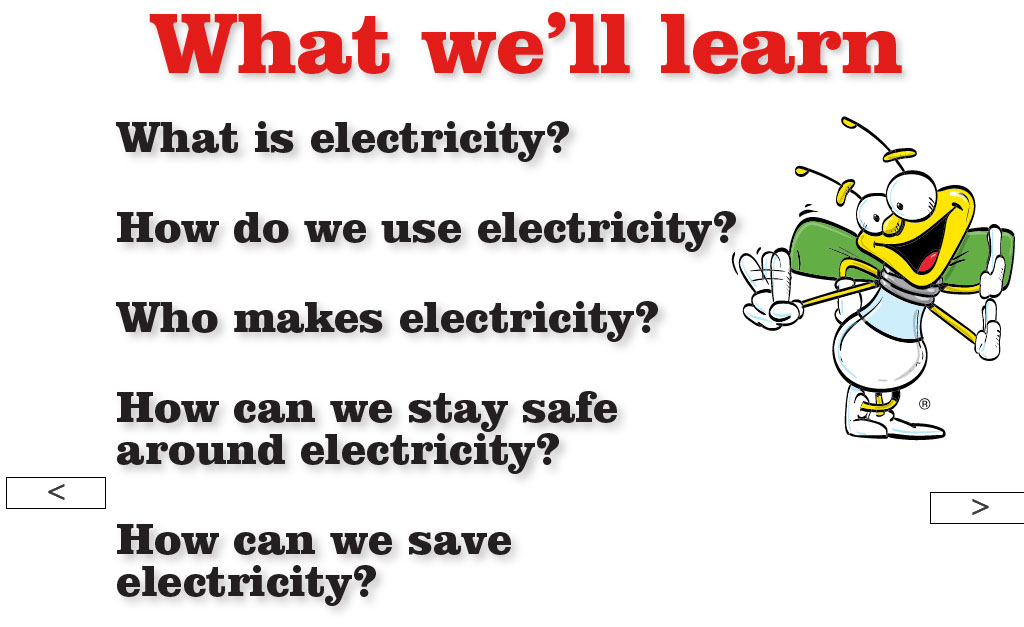 What we’ll learn
What is electricity?
How do we use electricity?
Who makes electricity?
How can we stay safe
around electricity?
®
<
>
How can we save
electricity?